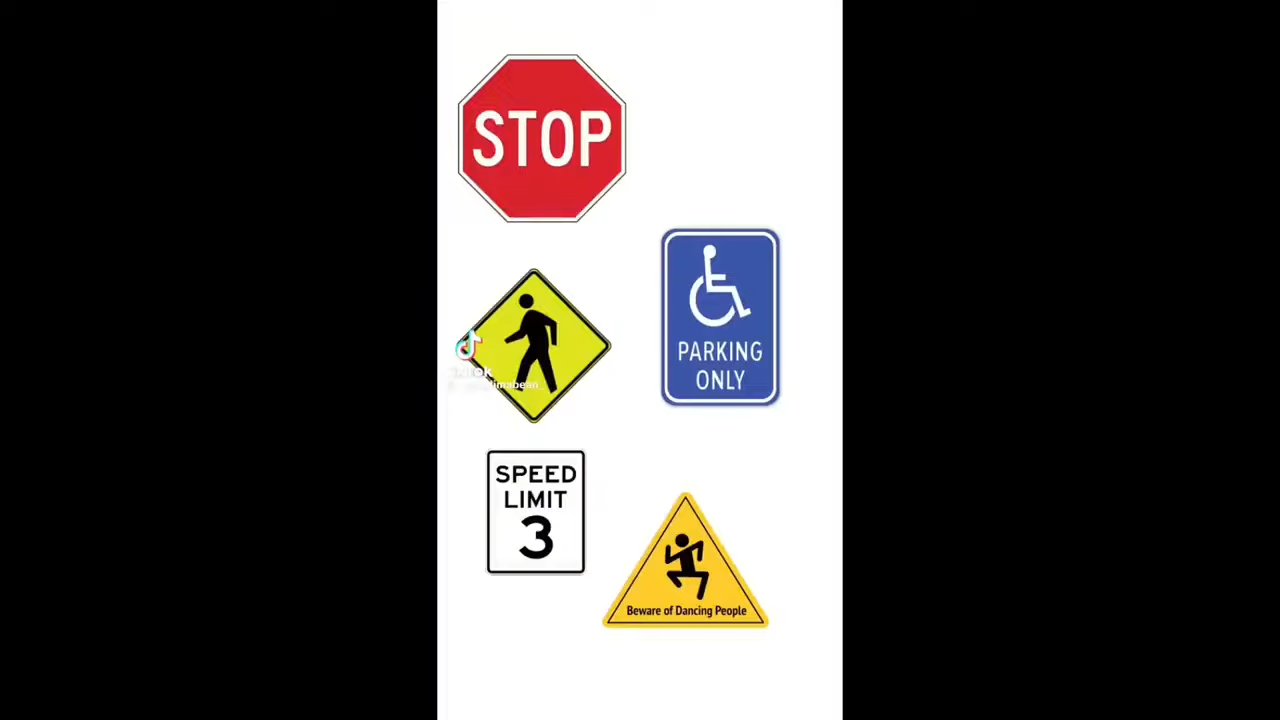 STOP
PARKING
ONLY
SPEED
LIMIT
3
Beware of Dancing People